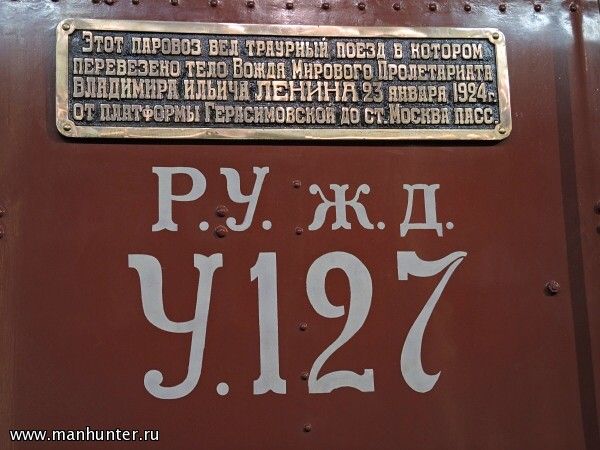 Этот паровоз вел траурный поезд в котором
перевезено тело Вождя Мирового Пролетариата
Владимира Ильича ЛЕНИНА 23 января 1924 г.
от платформы Герасимовской до ст. Москва пасс.
Р.У. Ж.Д.
У.127
www.manhunter.ru